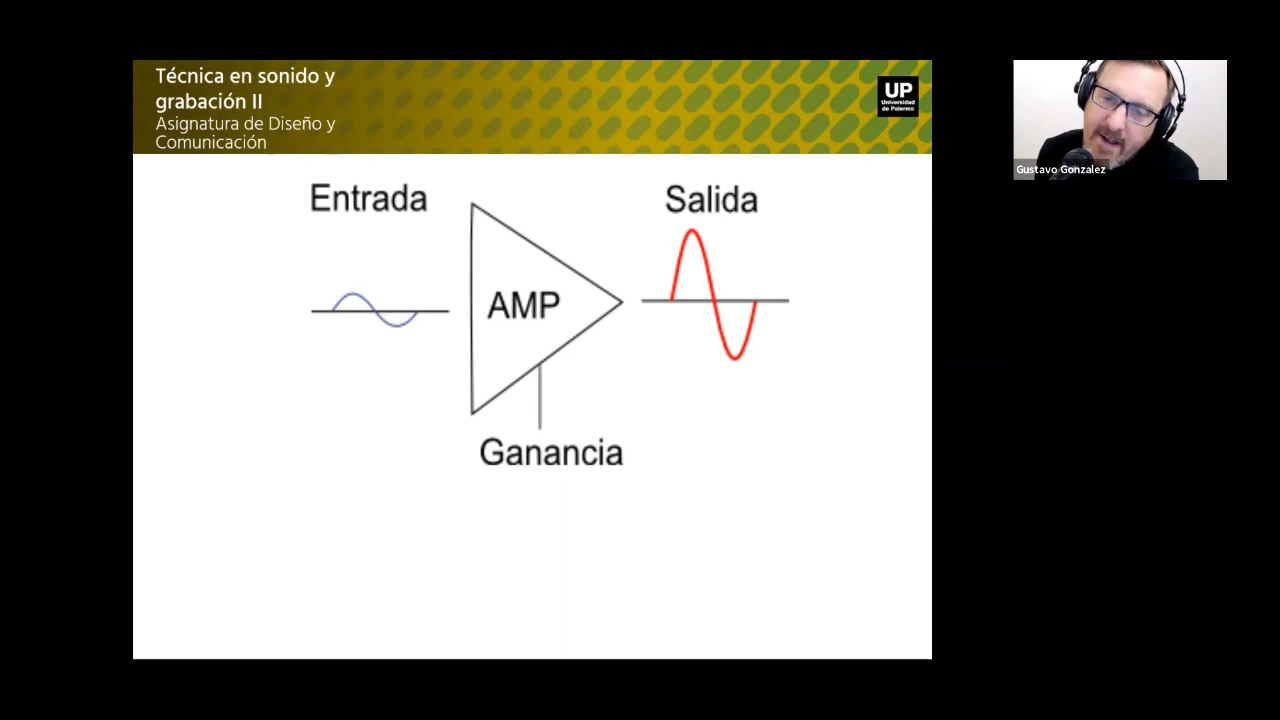 Técnica en sonido y
grabación II
Asignatura de Diseño y
Comunicación
UP
Universidad
de Palermo
Gustavo Gonzalez
Entrada
Salida
AMP
Ganancia